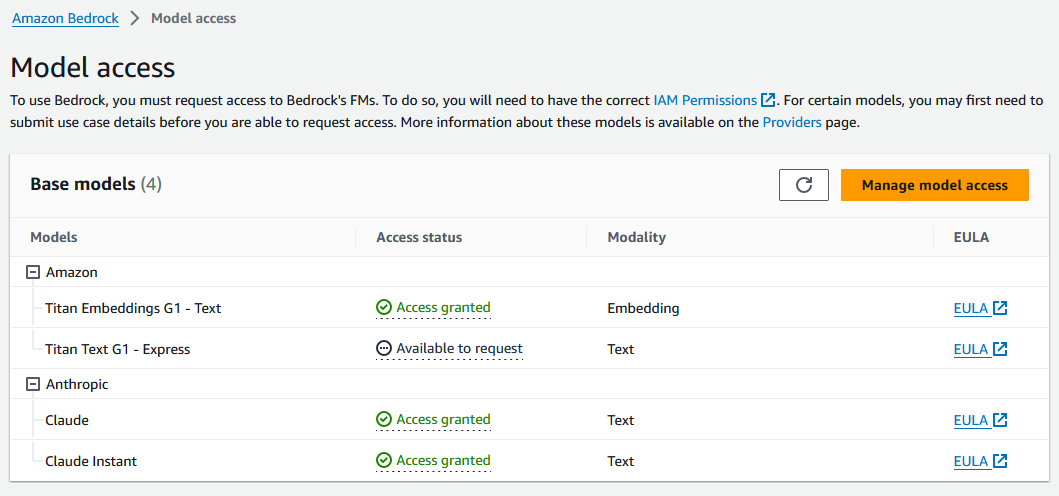 Amazon Bedrock > Model access
Model access
To use Bedrock, you must request access to Bedrock's FMs. To do so, you will need to have the correct IAM Permissions. For certain models, you may first need to
submit use case details before you are able to request access. More information about these models is available on the Providers page.
Base models (4)
Manage model access
Models Access status Modality EULA
Amazon
Titan Embeddings G1 - Text Access granted Embedding EULA
Titan Text G1 - Express Available to request Text EULA
Anthropic
Claude Access granted Text EULA
Claude Instant Access granted Text EULA